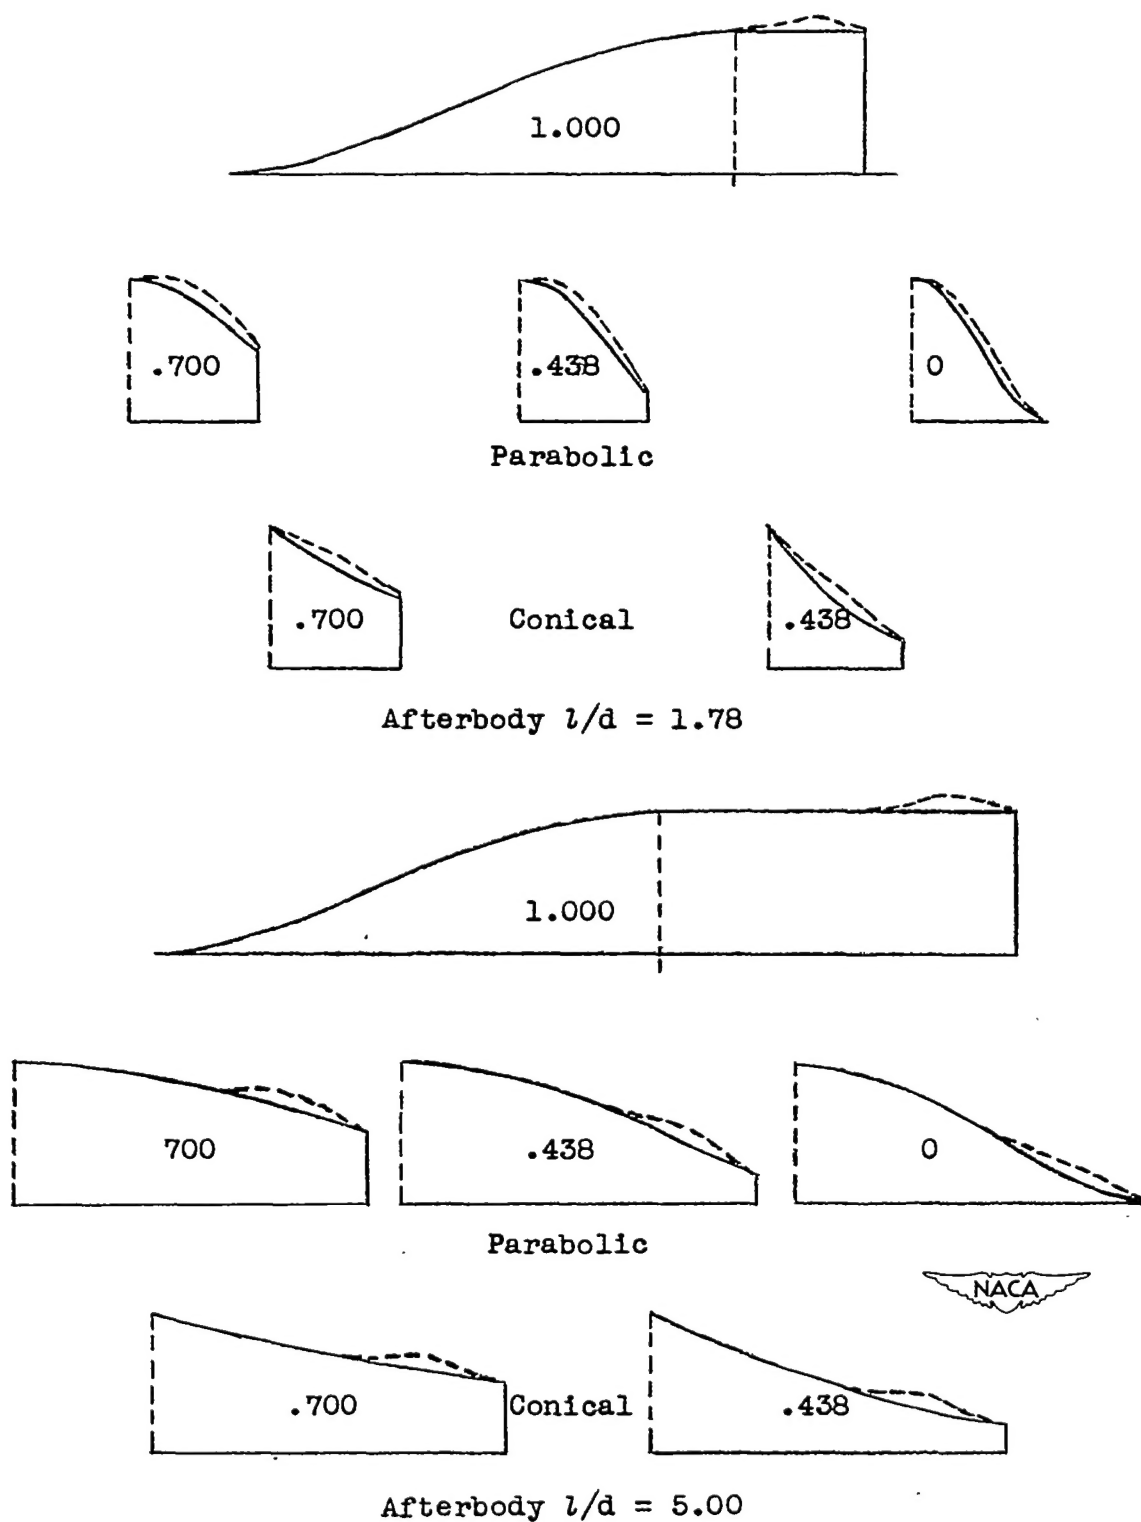 1.000
.700
.438
0
Parabolic
.700
Conical
.438
Afterbody l/d = 1.78
1.000
700
.438
0
Parabolic
NACA
.700
Conical
.438
Afterbody l/d = 5.00